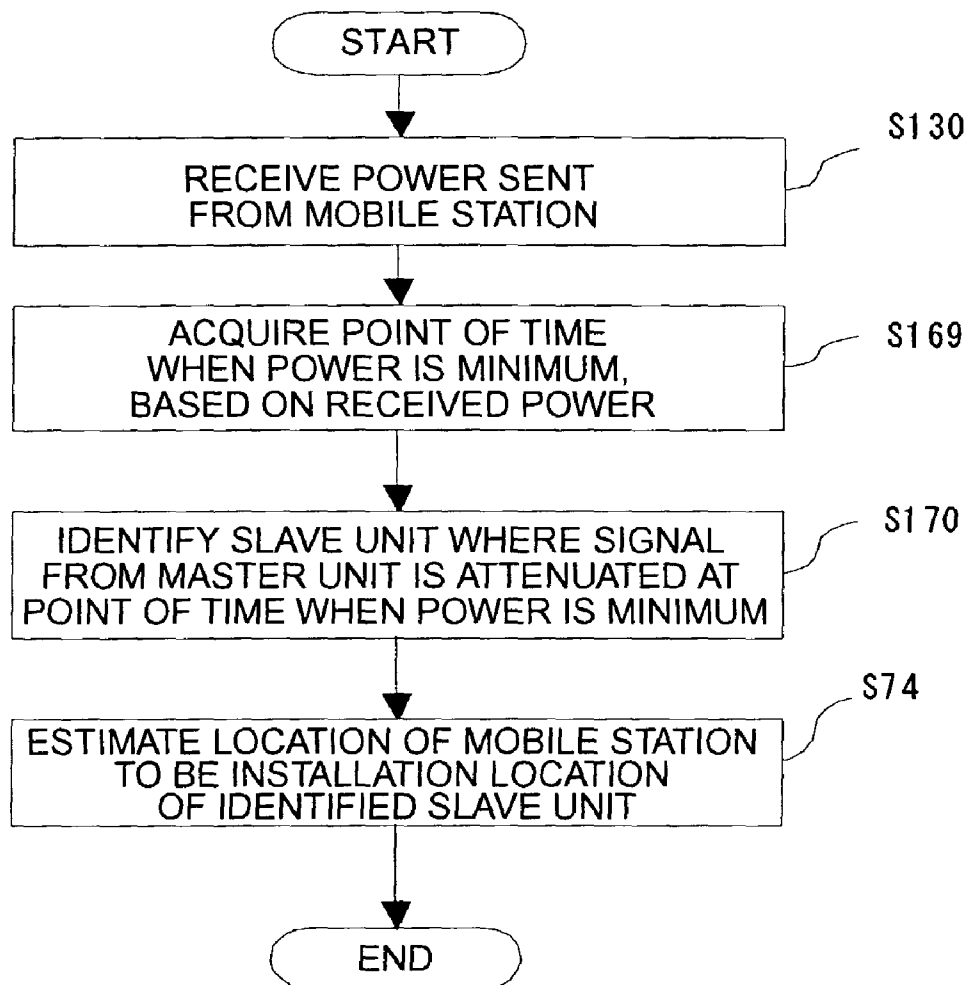 START
S130
RECEIVE POWER SENT
FROM MOBILE STATION
S169
ACQUIRE POINT OF TIME
WHEN POWER IS MINIMUM,
BASED ON RECEIVED POWER
S170
IDENTIFY SLAVE UNIT WHERE SIGNAL
FROM MASTER UNIT IS ATTENUATED AT
POINT OF TIME WHEN POWER IS MINIMUM
S74
ESTIMATE LOCATION OF MOBILE STATION
TO BE INSTALLATION LOCATION
OF IDENTIFIED SLAVE UNIT
END